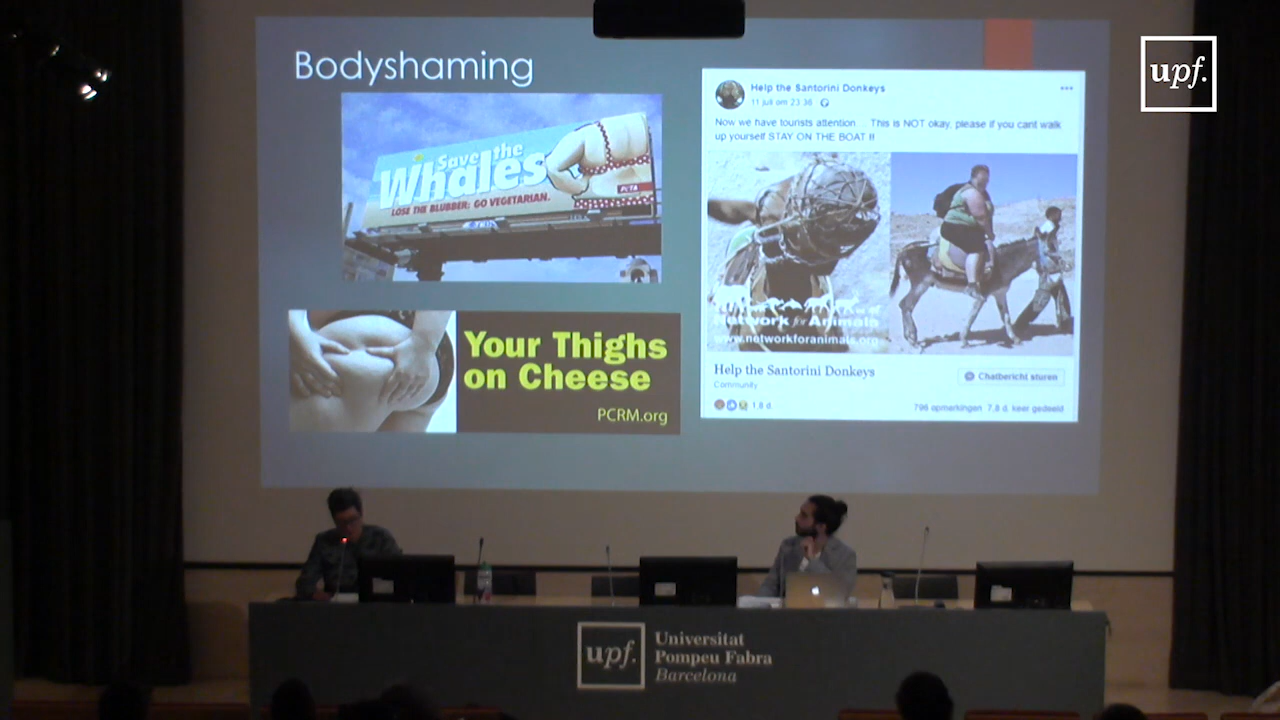 Bodyshaming
Save the
Whales
LOSE THE BLUBBER: GO VEGETARIAN.
PETA
Your Thighs
on Cheese
PCRM.org
Help the Santorini Donkeys
11 juli om 23:36
Now we have tourists attention.... This is NOT okay, please if you cant walk
up yourself STAY ON THE BOAT !!
Network for Animals
www.networkforanimals.org
Help the Santorini Donkeys
Community
Chatbericht sturen
1,8 d.
796 opmerkingen 7,8 d. keer gedeeld
upf.
upf.
Universitat
Pompeu Fabra
Barcelona